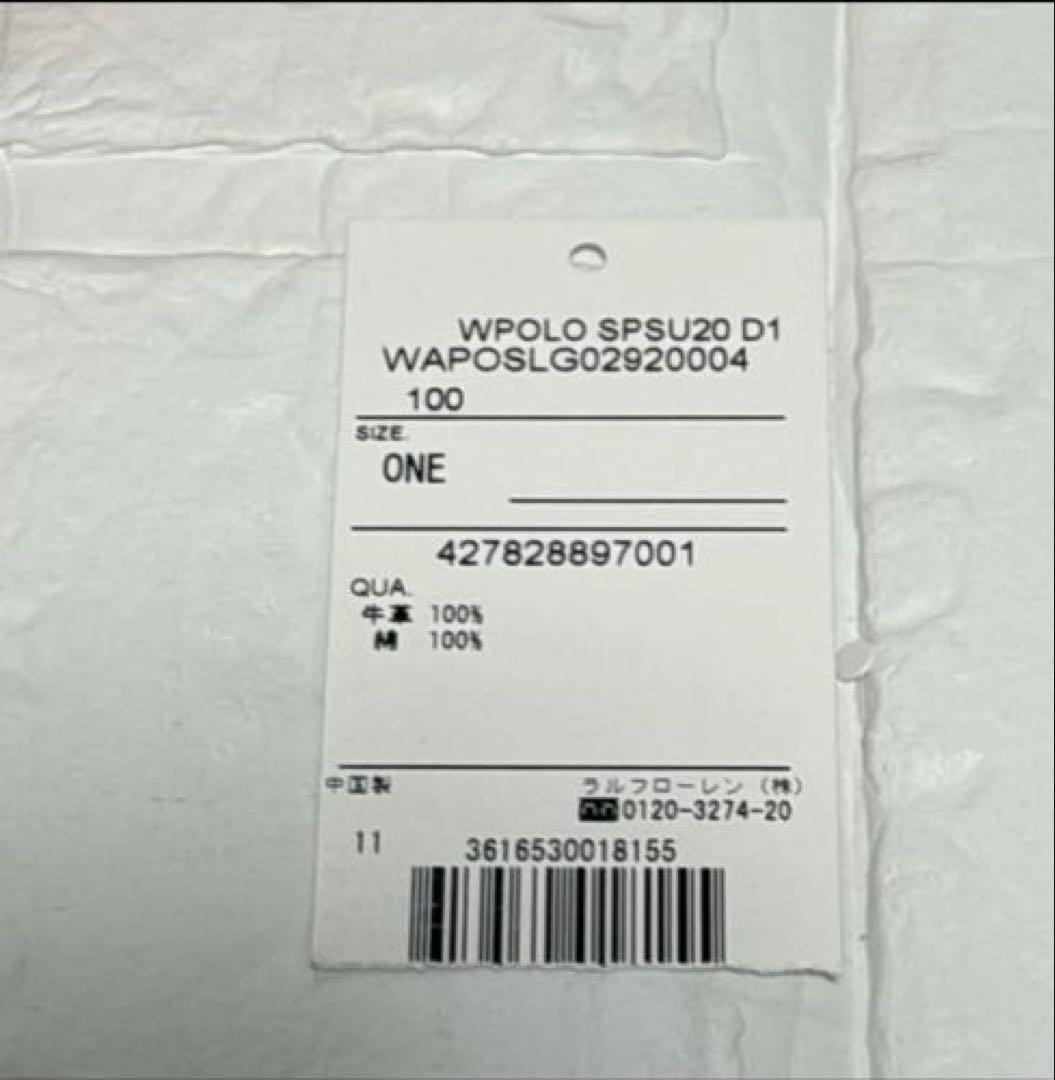 WPOLO SPSU20 D1
WAPOSLG02920004
100
SIZE.
ONE
427828897001
QUA.
牛革 100%
綿 100%
中国製
ラルフローレン（株）
0120-3274-20
11
3616530018155